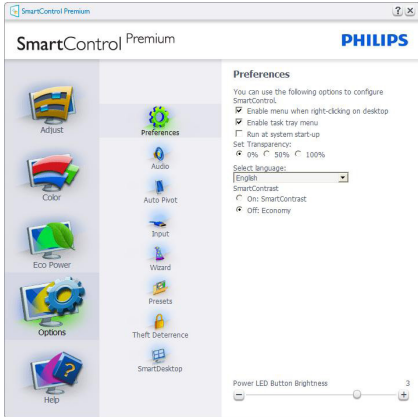 SmartControl Premium
SmartControl Premium
PHILIPS
Adjust
Color
Eco Power
Options
Help
Preferences
Audio
Auto Pivot
Input
Wizard
Presets
Theft Deterrence
SmartDesktop
Preferences
You can use the following options to configure
SmartControl.
Enable menu when right-clicking on desktop
Enable task tray menu
Run at system start-up
Set Transparency:
0% 50% 100%
Select language:
English
SmartContrast
On: SmartContrast
Off: Economy
Power LED Button Brightness 3